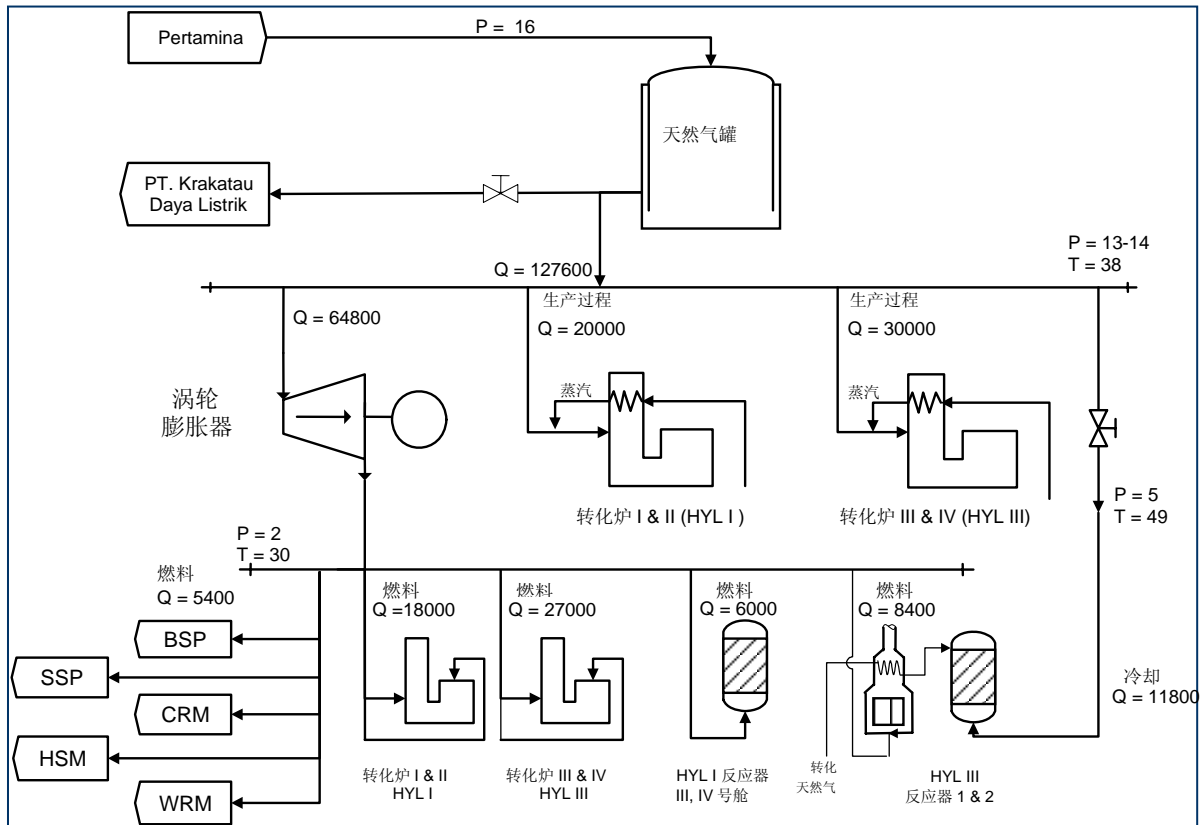 Pertamina
P = 16
天然气罐
PT. Krakatau
Daya Listrik
P = 13-14
T = 38
Q = 127600
Q = 64800
生产过程
Q = 20000
生产过程
Q = 30000
涡轮
膨胀器
蒸汽
蒸汽
转化炉 I & II (HYL I )
转化炉 III & IV (HYL III)
P = 5
T = 49
P = 2
T = 30
燃料
Q = 5400
燃料
Q =18000
燃料
Q = 27000
燃料
Q = 6000
燃料
Q = 8400
BSP
SSP
CRM
HSM
WRM
冷却
Q = 11800
转化炉 I & II
HYL I
转化炉 III & IV
HYL III
HYL I 反应器
III, IV 号舱
转化
天然气
HYL III
反应器 1 & 2